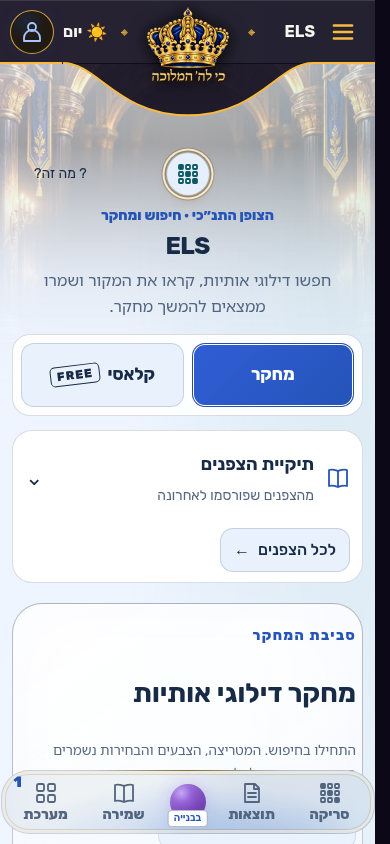 ELS
יום
כי לה׳ המלוכה
? מה זה?
הצופן התנ״כי • חיפוש ומחקר
ELS
חפשו דילוגי אותיות, קראו את המקור ושמרו
ממצאים להמשך מחקר.
מחקר
קלאסי FREE
תיקיית הצפנים
מהצפנים שפורסמו לאחרונה
לכל הצפנים ←
סביבת המחקר
מחקר דילוגי אותיות
התחילו בחיפוש. המטריצה, הצבעים והבחירות נשמרים
סריקה
תוצאות
בבנייה
שמירה
מערכת
1